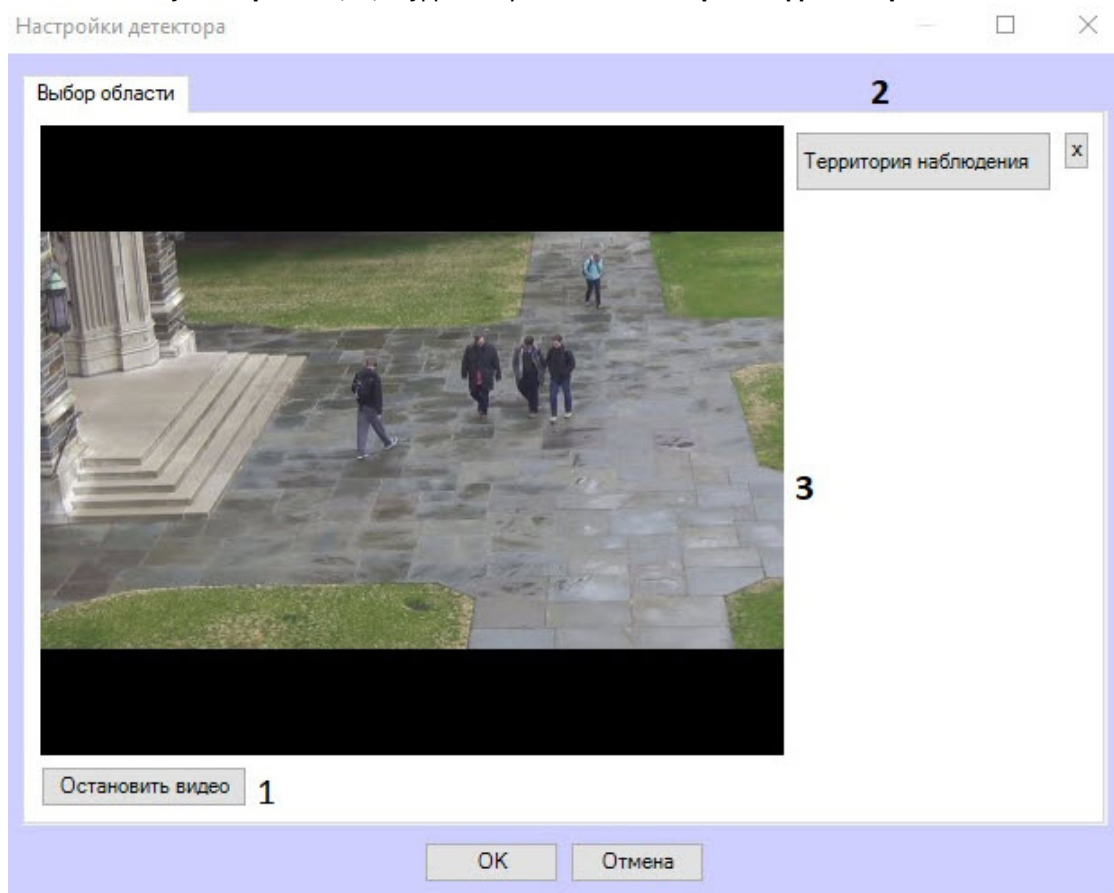 Настройки детектора
Выбор области
2
Территория наблюдения
x
3
Остановить видео
1
OK
Отмена